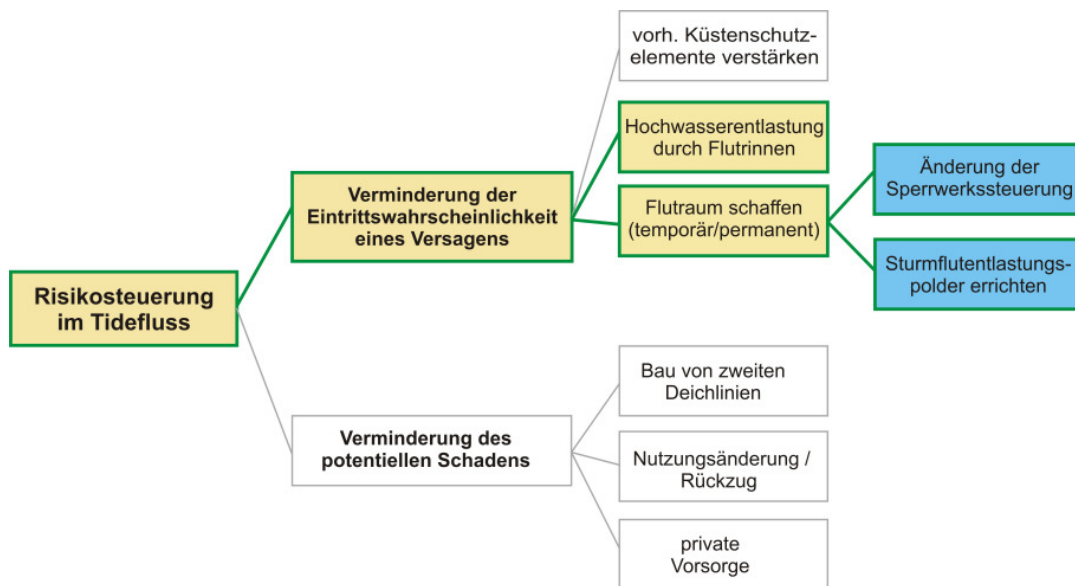 vorh. Küstenschutz-
elemente verstärken
Hochwasserentlastung
durch Flutrinnen
Änderung der
Sperrwerkssteuerung
Verminderung der
Eintrittswahrscheinlichkeit
eines Versagens
Flutraum schaffen
(temporär/permanent)
Sturmflutentlastungs-
polder errichten
Risikosteuerung
im Tidefluss
Bau von zweiten
Deichlinien
Verminderung des
potentiellen Schadens
Nutzungsänderung /
Rückzug
private
Vorsorge